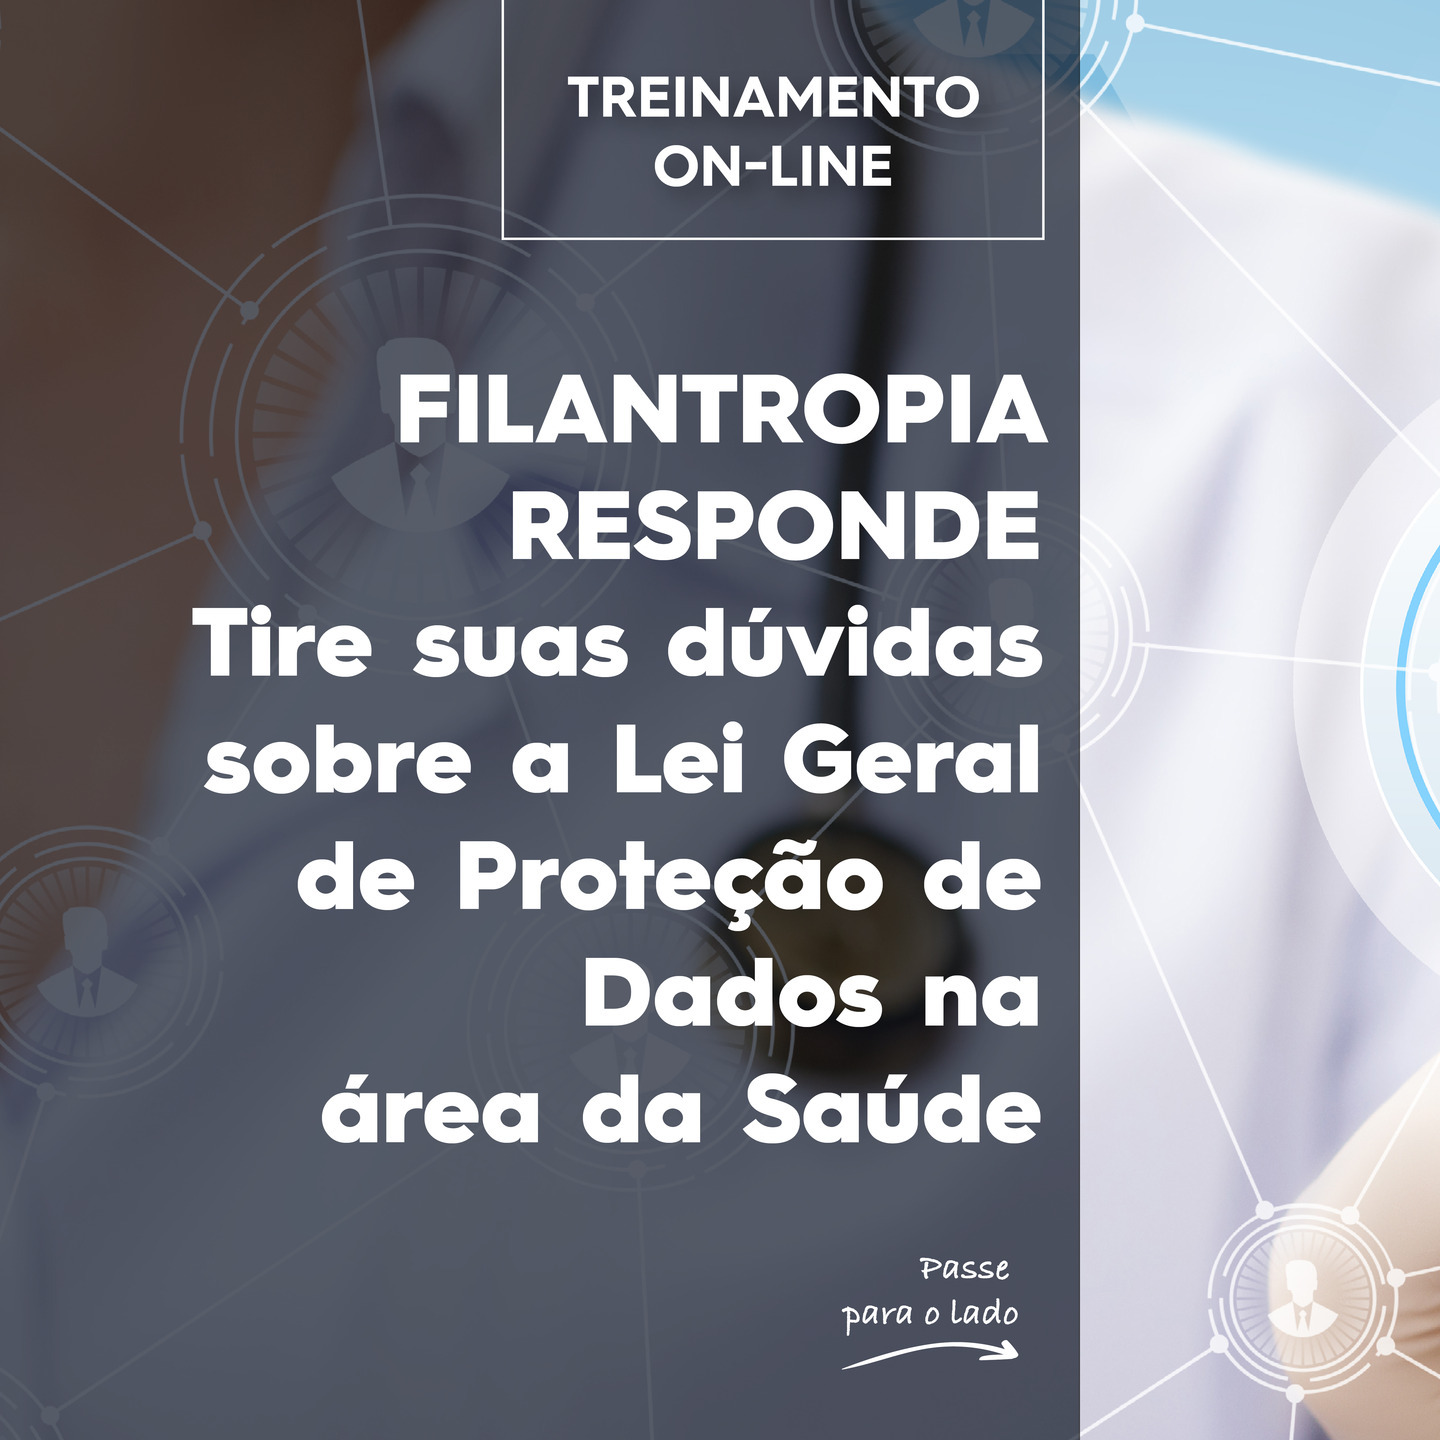 TREINAMENTO
ON-LINE
FILANTROPIA
RESPONDE
Tire suas dúvidas
sobre a Lei Geral
de Proteção de
Dados na
área da Saúde
Passe
para o lado